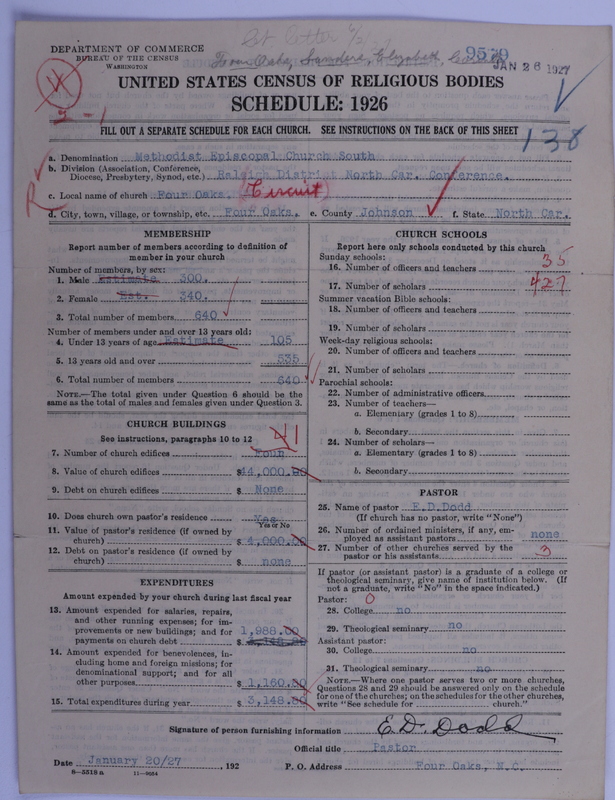 DEPARTMENT OF COMMERCE
BUREAU OF THE CENSUS
WASHINGTON
Four Oaks, Sanders, Elizabeth,
9579
JAN 26 1927
UNITED STATES CENSUS OF RELIGIOUS BODIES
SCHEDULE: 1926
2-1
FILL OUT A SEPARATE SCHEDULE FOR EACH CHURCH. SEE INSTRUCTIONS ON THE BACK OF THIS SHEET
138
a. Denomination Methodist Episcopal Church South
b. Division (Association, Conference, Diocese, Presbytery, Synod, etc.) Raleigh District North Car. Conference.
c. Local name of church Four Oaks. Circuit
R
d. City, town, village, or township, etc. Four Oaks. e. County Johnson f. State North Car.
MEMBERSHIP
Report number of members according to definition of member in your church
Number of members, by sex:
1. Male Estimate 300.
2. Female Est. 340.
3. Total number of members 640
Number of members under and over 13 years old:
4. Under 13 years of age Estimate 105
5. 13 years old and over 535
6. Total number of members 640
NOTE.—The total given under Question 6 should be the same as the total of males and females given under Question 3.
CHURCH BUILDINGS
See instructions, paragraphs 10 to 12
7. Number of church edifices Four
8. Value of church edifices $44,000.00
9. Debt on church edifices $ None
10. Does church own pastor's residence Yes
Yes or No
11. Value of pastor's residence (if owned by church) $ 4,000.00
12. Debt on pastor's residence (if owned by church) $ none
EXPENDITURES
Amount expended by your church during last fiscal year
13. Amount expended for salaries, repairs, and other running expenses; for improvements or new buildings; and for payments on church debt $ 1,988.00
14. Amount expended for benevolences, including home and foreign missions; for denominational support; and for all other purposes $ 1,160.30
15. Total expenditures during year $ 3,148.30
CHURCH SCHOOLS
Report here only schools conducted by this church
Sunday schools:
16. Number of officers and teachers 35
17. Number of scholars 427
Summer vacation Bible schools:
18. Number of officers and teachers
19. Number of scholars
Week-day religious schools:
20. Number of officers and teachers
21. Number of scholars
Parochial schools:
22. Number of administrative officers
23. Number of teachers—
a. Elementary (grades 1 to 8)
b. Secondary
24. Number of scholars—
a. Elementary (grades 1 to 8)
b. Secondary
PASTOR
25. Name of pastor E.D.Dodd
(If church has no pastor, write "None")
26. Number of ordained ministers, if any, employed as assistant pastors none
27. Number of other churches served by the pastor or his assistants 3
If pastor (or assistant pastor) is a graduate of a college or theological seminary, give name of institution below. (If not a graduate, write "No" in the space indicated.)
Pastor: 0
28. College no
29. Theological seminary no
Assistant pastor:
30. College no
31. Theological seminary no
NOTE.—Where one pastor serves two or more churches, Questions 28 and 29 should be answered only on the schedule for one of the churches; on the schedules for the other churches, write "See schedule for church."
Signature of person furnishing information E. D. Dodd
Official title Pastor
Date January 20/27, 192 P. O. Address Four Oaks, N.C.
8-5518 a 11-9664